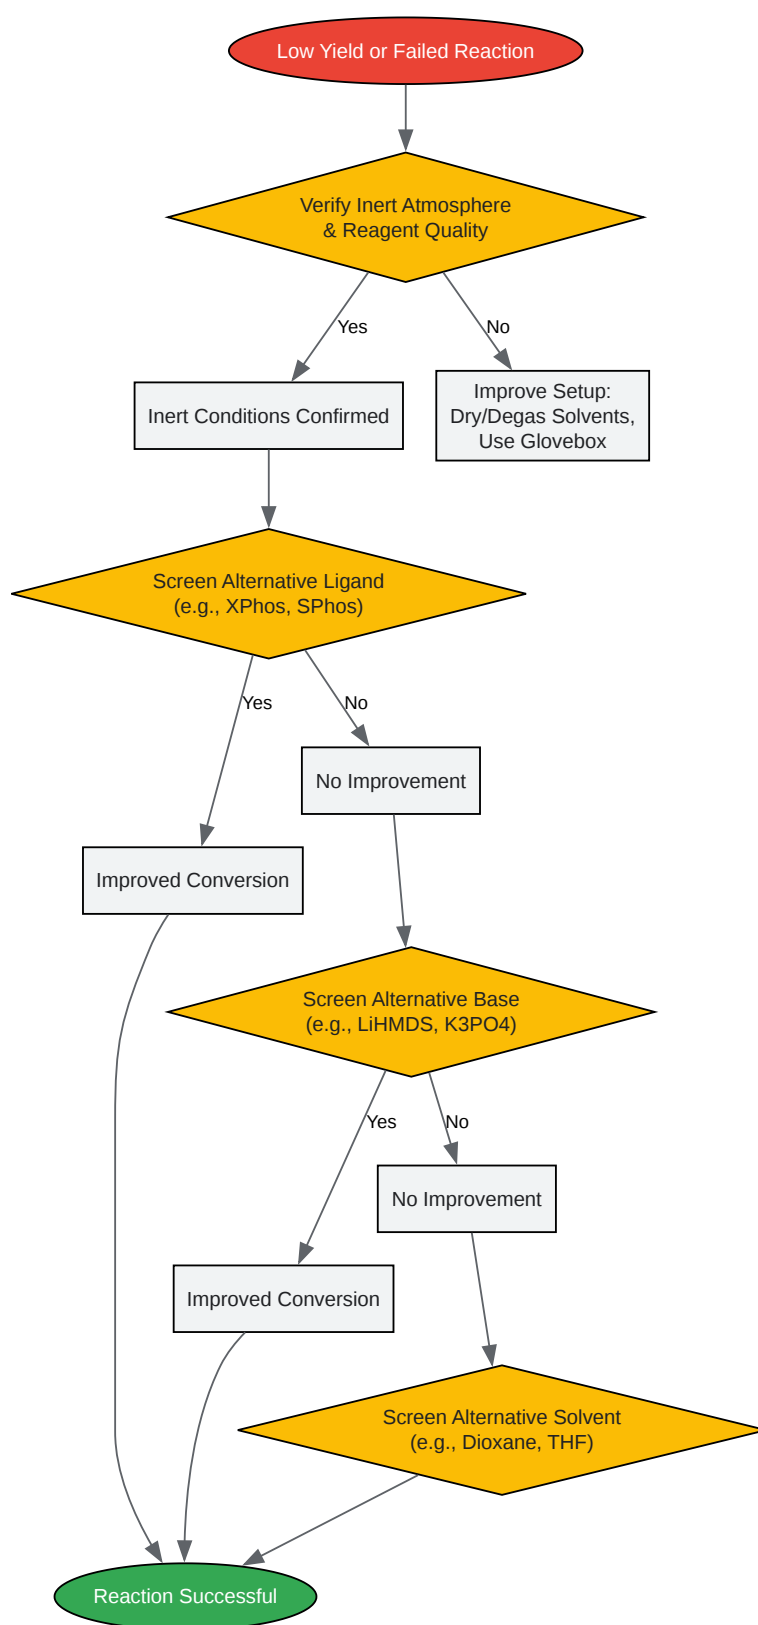 Low Yield or Failed Reaction
Verify Inert Atmosphere
& Reagent Quality
Yes
No
Inert Conditions Confirmed
Improve Setup:
Dry/Degas Solvents,
Use Glovebox
Screen Alternative Ligand
(e.g., XPhos, SPhos)
Yes
No
No Improvement
Improved Conversion
Screen Alternative Base
(e.g., LiHMDS, K3PO4)
Yes
No
No Improvement
Improved Conversion
Screen Alternative Solvent
(e.g., Dioxane, THF)
Reaction Successful